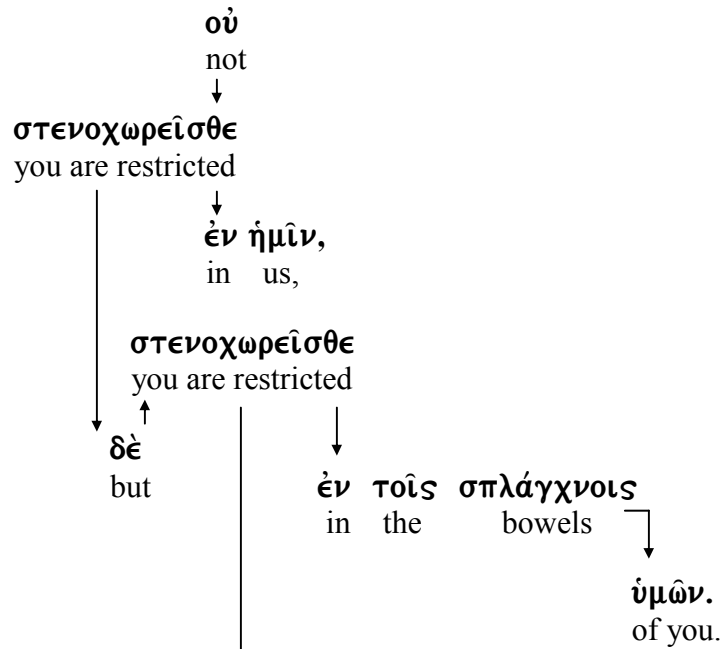 οὐ
not
στενοχωρεῖσθε
you are restricted
ἐν ἡμῖν,
in us,
στενοχωρεῖσθε
you are restricted
δὲ
but
ἐν τοῖς σπλάγχνοις
in the bowels
ὑμῶν.
of you.